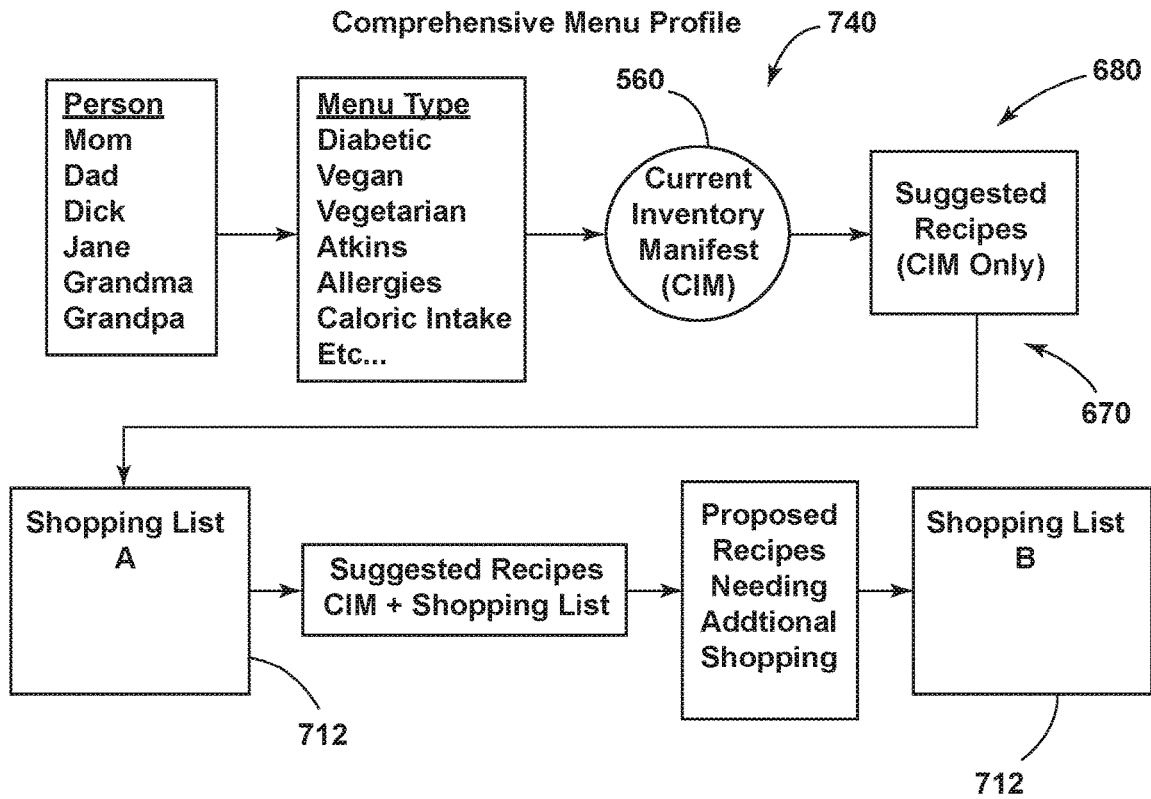 Comprehensive Menu Profile
740
560
680
Person
Mom
Dad
Dick
Jane
Grandma
Grandpa
Menu Type
Diabetic
Vegan
Vegetarian
Atkins
Allergies
Caloric Intake
Etc...
Current
Inventory
Manifest
(CIM)
Suggested
Recipes
(CIM Only)
670
Shopping List
A
712
Suggested Recipes
CIM + Shopping List
Proposed
Recipes
Needing
Addtional
Shopping
Shopping List
B
712